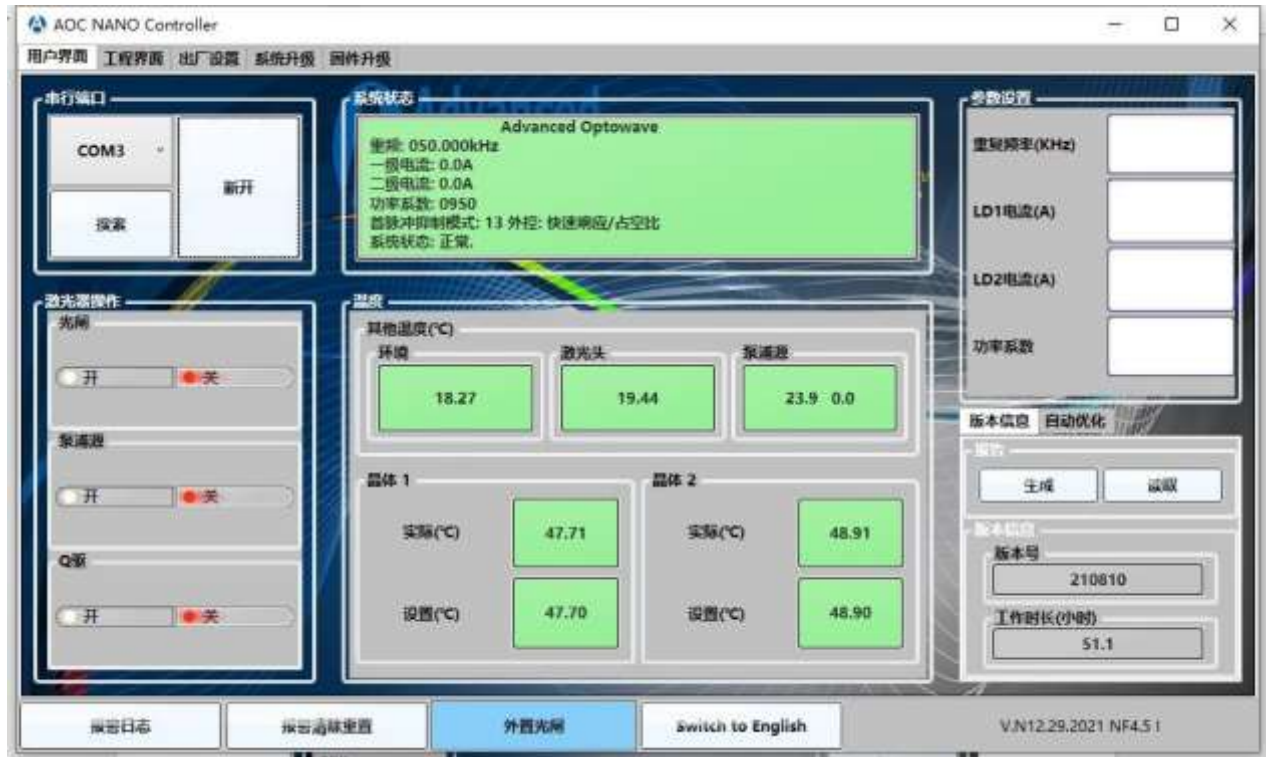 AOC NANO Controller
用户界面 工程界面 出厂设置 系统升级 固件升级
串行端口
COM3
断开
搜索
系统状态
Advanced
Advanced Optowave
重频: 050.000kHz
一级电流: 0.0A
二级电流: 0.0A
功率系数: 0950
首脉冲抑制模式: 13 外控: 快速响应/占空比
系统状态: 正常.
参数设置
重复频率(KHz)
LD1电流(A)
LD2电流(A)
功率系数
激光器操作
光闸
开 关
泵浦源
开 关
Q驱
开 关
温度
其他温度(℃)
环境 激光头 泵浦源
18.27 19.44 23.9 0.0
晶体 1 晶体 2
实际(℃) 47.71 实际(℃) 48.91
设置(℃) 47.70 设置(℃) 48.90
版本信息 自动优化
报告
生成 读取
版本信息
版本号
210810
工作时长(小时)
51.1
报警日志 报警清除重置 外置光闸 Switch to English V.N12.29.2021 NF4.5 I